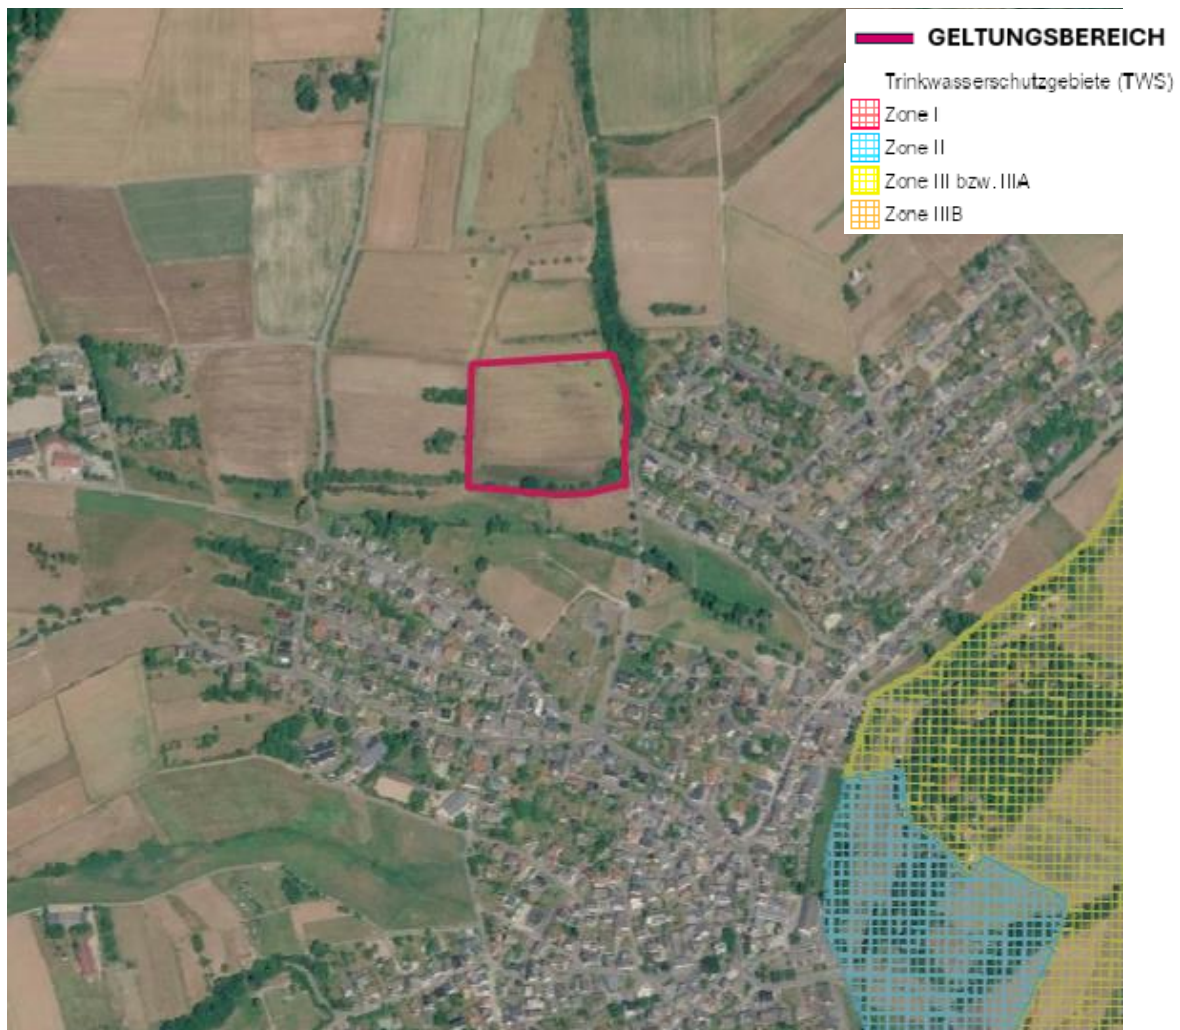 GELTUNGSBEREICH
Trinkwasserschutzgebiete (TWS)
Zone I
Zone II
Zone III bzw. IIIA
Zone IIIB